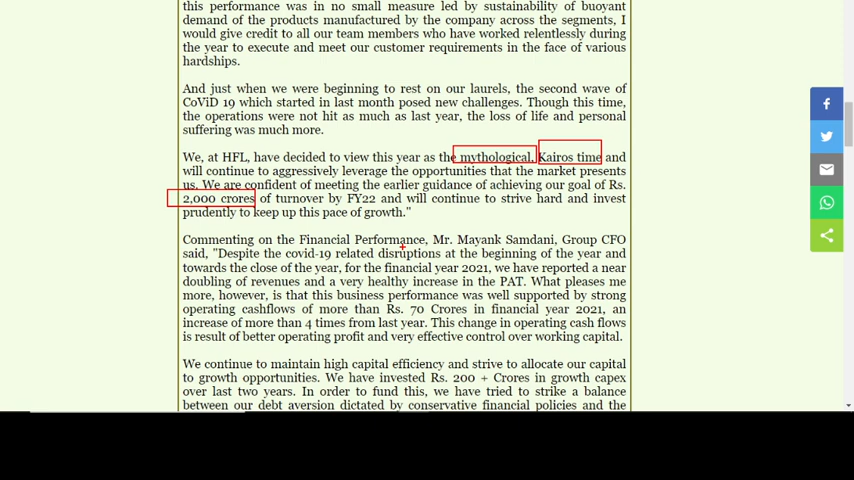 this performance was in no small measure led by sustainability of buoyant
demand of the products manufactured by the company across the segments, I
would give credit to all our team members who have worked relentlessly during
the year to execute and meet our customer requirements in the face of various
hardships.
And just when we were beginning to rest on our laurels, the second wave of
CoViD 19 which started in last month posed new challenges. Though this time,
the operations were not hit as much as last year, the loss of life and personal
suffering was much more.
We, at HFL, have decided to view this year as the mythological, Kairos time and
will continue to aggressively leverage the opportunities that the market presents
us. We are confident of meeting the earlier guidance of achieving our goal of Rs.
2,000 crores of turnover by FY22 and will continue to strive hard and invest
prudently to keep up this pace of growth."
Commenting on the Financial Performance, Mr. Mayank Samdani, Group CFO
said, "Despite the covid-19 related disruptions at the beginning of the year and
towards the close of the year, for the financial year 2021, we have reported a near
doubling of revenues and a very healthy increase in the PAT. What pleases me
more, however, is that this business performance was well supported by strong
operating cashflows of more than Rs. 70 Crores in financial year 2021, an
increase of more than 4 times from last year. This change in operating cash flows
is result of better operating profit and very effective control over working capital.
We continue to maintain high capital efficiency and strive to allocate our capital
to growth opportunities. We have invested Rs. 200 + Crores in growth capex
over last two years. In order to fund this, we have tried to strike a balance
between our debt aversion dictated by conservative financial policies and the